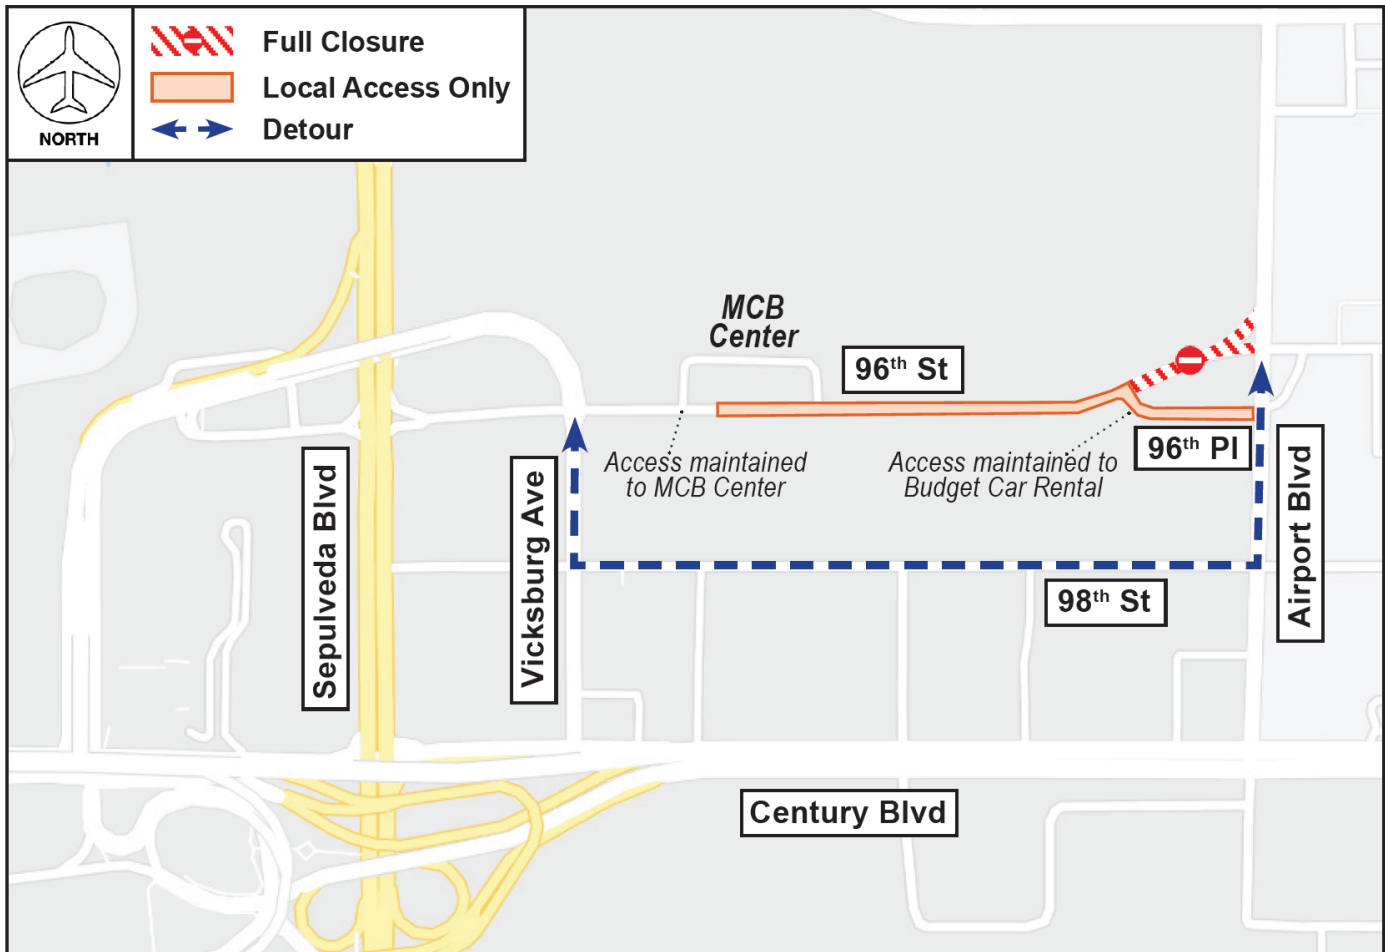 NORTH
Full Closure
Local Access Only
Detour
MCB
Center
96th St
96th Pl
Access maintained
to MCB Center
Access maintained to
Budget Car Rental
Sepulveda Blvd
Vicksburg Ave
Airport Blvd
98th St
Century Blvd